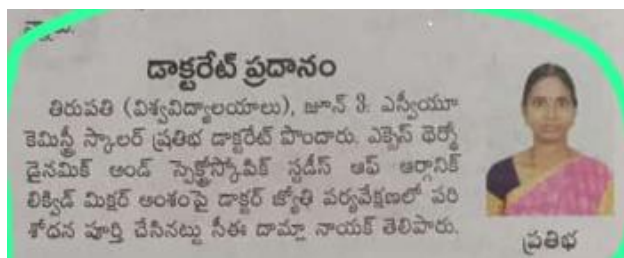 డాక్టరేట్ ప్రదానం
తిరుపతి (విశ్వవిద్యాలయాలు), జూన్ 3: ఎస్వీయూ
కెమిస్ట్రీ స్కాలర్ ప్రతిభ డాక్టరేట్ పొందారు. ఎక్సెస్ థెర్మో
డైనమిక్ అండ్ స్పెక్ట్రోస్కోపిక్ స్టడీస్ ఆఫ్ ఆర్గానిక్
లిక్విడ్ మిక్షర్ అంశంపై డాక్టర్ జ్యోతి పర్యవేక్షణలో పరి
శోధన పూర్తి చేసినట్టు సీఈ దామ్లా నాయక్ తెలిపారు.
ప్రతిభ